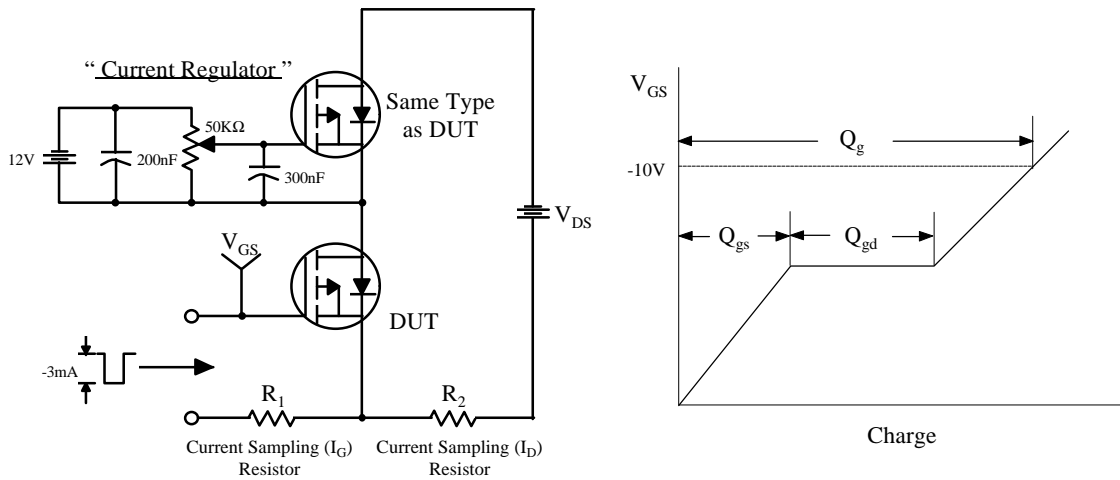 “ Current Regulator ”
12V
200nF
50KΩ
300nF
Same Type
as DUT
V_DS
V_GS
DUT
-3mA
R_1
R_2
Current Sampling (I_G)
Resistor
Current Sampling (I_D)
Resistor
V_GS
Q_g
-10V
Q_gs
Q_gd
Charge